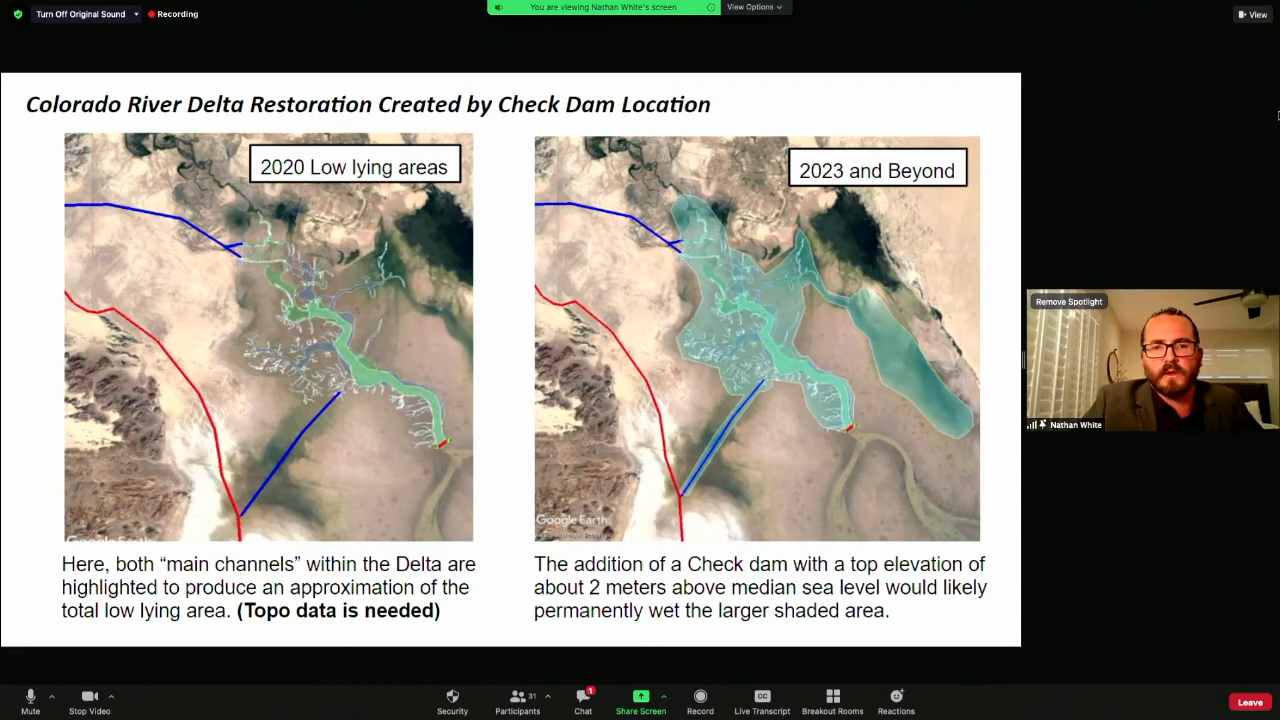 Turn Off Original Sound
Recording
You are viewing Nathan White's screen
View Options
View
Colorado River Delta Restoration Created by Check Dam Location
2020 Low lying areas
2023 and Beyond
Google Earth
Google Earth
Here, both “main channels” within the Delta are
highlighted to produce an approximation of the
total low lying area. (Topo data is needed)
The addition of a Check dam with a top elevation of
about 2 meters above median sea level would likely
permanently wet the larger shaded area.
Remove Spotlight
Nathan White
Mute
Stop Video
Security
Participants
31
Chat
1
Share Screen
Record
CC
Live Transcript
Breakout Rooms
Reactions
Leave